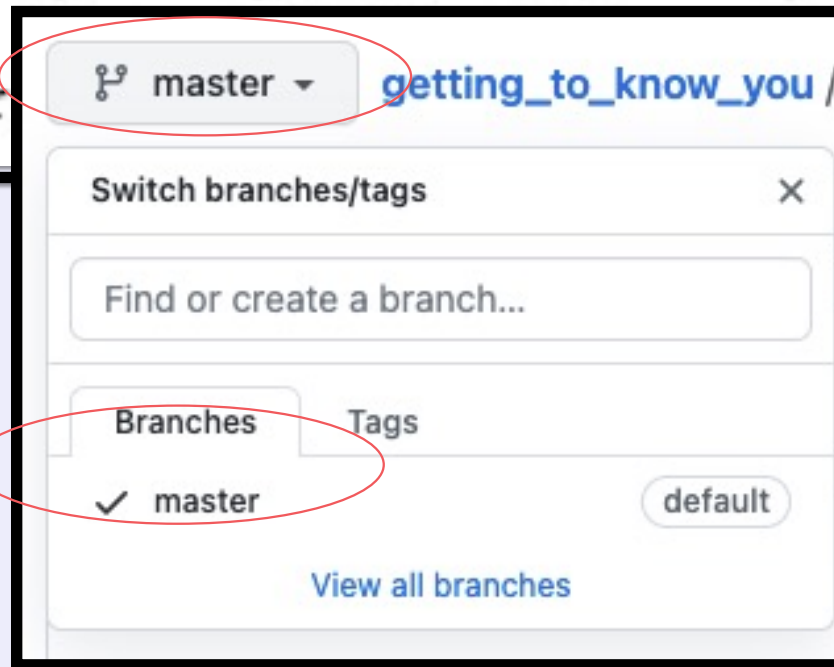 master getting_to_know_you /
Switch branches/tags
Find or create a branch...
Branches Tags
master default
View all branches